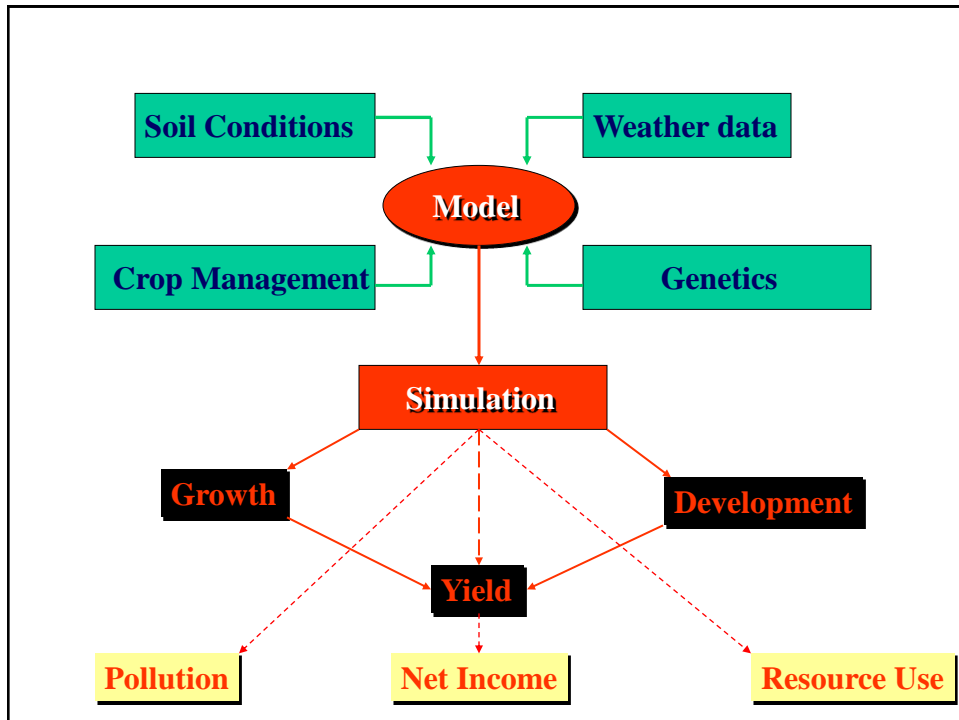 Soil Conditions
Weather data
Model
Crop Management
Genetics
Simulation
Growth
Development
Yield
Pollution
Net Income
Resource Use